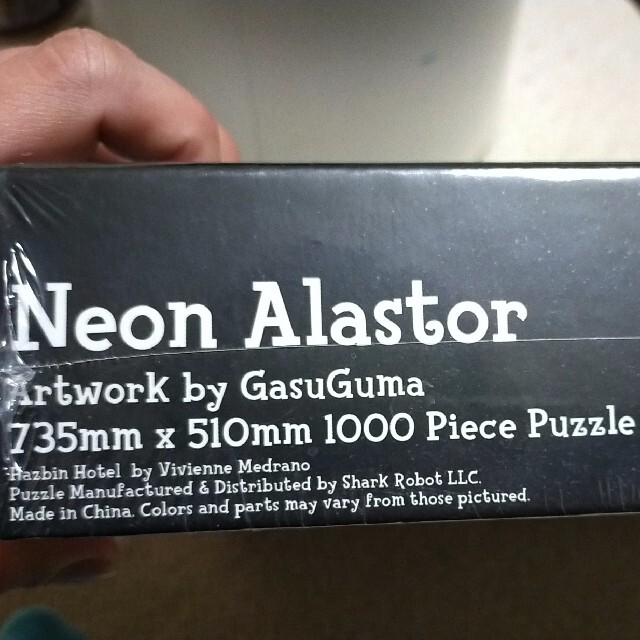 Neon Alastor
Artwork by GasuGuma
735mm x 510mm 1000 Piece Puzzle
Hazbin Hotel by Vivienne Medrano
Puzzle Manufactured & Distributed by Shark Robot LLC.
Made in China. Colors and parts may vary from those pictured.